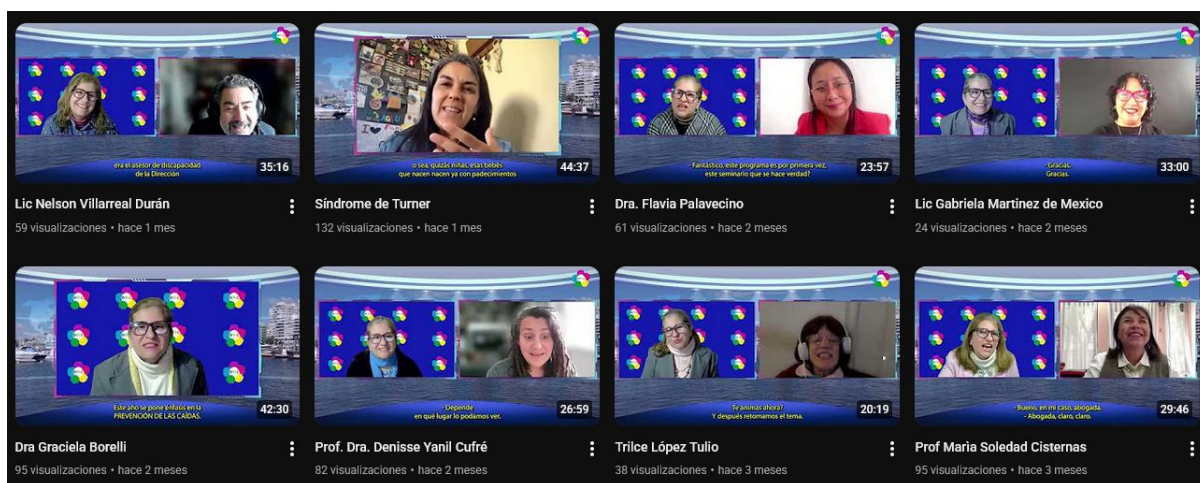 era el asesor de discapacidad
de la Dirección
35:16
o sea, quizás niñas, esas bebés
que nacen nacen ya con padecimientos
44:37
- Fantástico, este programa es por primera vez,
este seminario que se hace verdad?
23:57
-Gracias.
Gracias.
33:00
Lic Nelson Villarreal Durán
59 visualizaciones • hace 1 mes
Síndrome de Turner
132 visualizaciones • hace 1 mes
Dra. Flavia Palavecino
61 visualizaciones • hace 2 meses
Lic Gabriela Martinez de Mexico
24 visualizaciones • hace 2 meses
Este año se pone énfasis en la
PREVENCIÓN DE LAS CAÍDAS.
42:30
- Depende
en qué lugar lo podamos ver.
26:59
Te animas ahora?
Y después retomamos el tema.
20:19
- Bueno, en mi caso, abogada.
- Abogada, claro, claro.
29:46
Dra Graciela Borelli
95 visualizaciones • hace 2 meses
Prof. Dra. Denisse Yanil Cufré
82 visualizaciones • hace 2 meses
Trilce López Tulio
38 visualizaciones • hace 3 meses
Prof Marìa Soledad Cisternas
95 visualizaciones • hace 3 meses